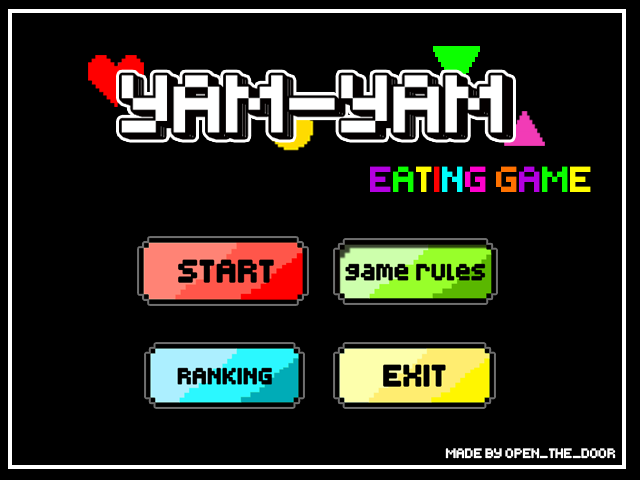 YAM-YAM
EATING GAME
START
game rules
RANKING
EXIT
MADE BY OPEN_THE_DOOR